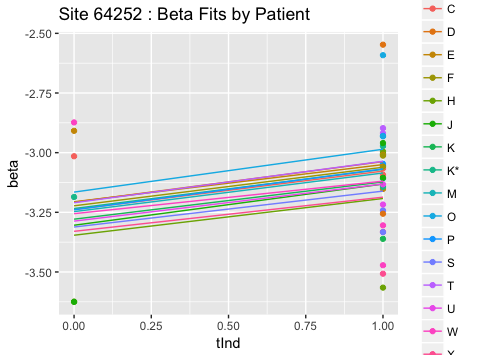 Site 64252 : Beta Fits by Patient
-2.50
-2.75
-3.00
-3.25
-3.50
beta
0.00
0.25
0.50
0.75
1.00
tInd
C
D
E
F
H
J
K
K*
M
O
P
S
T
U
W
Y